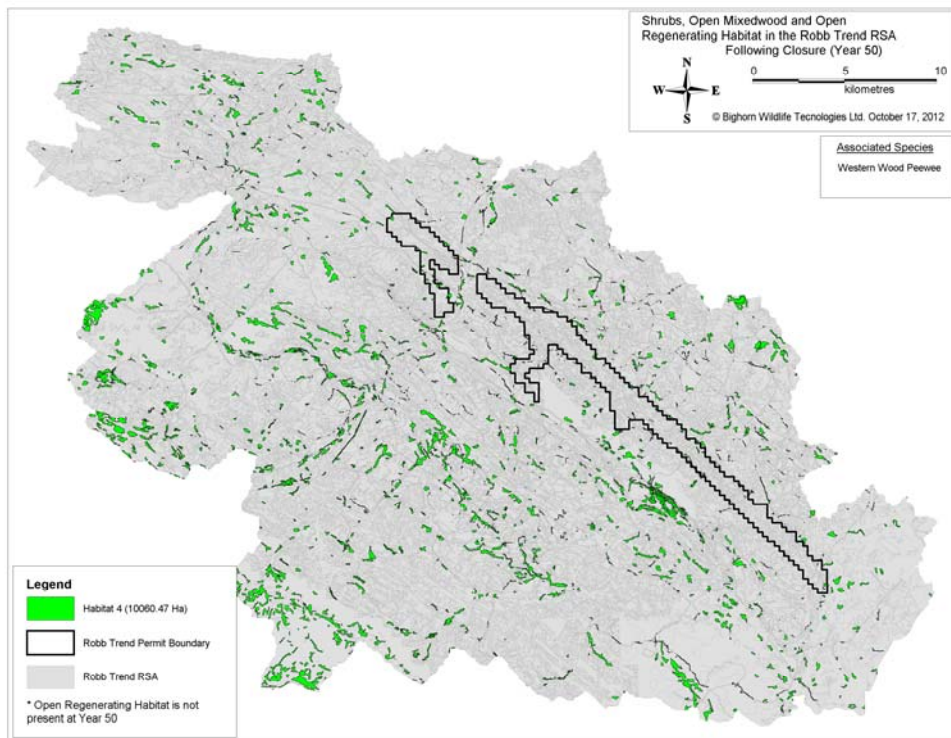 Shrubs, Open Mixedwood and Open
Regenerating Habitat in the Robb Trend RSA
Following Closure (Year 50)
N
W E
S
0 5 10
kilometres
© Bighorn Wildlife Tecnologies Ltd. October 17, 2012
Associated Species
Western Wood Peewee
Legend
Habitat 4 (10060.47 Ha)
Robb Trend Permit Boundary
Robb Trend RSA
* Open Regenerating Habitat is not
present at Year 50